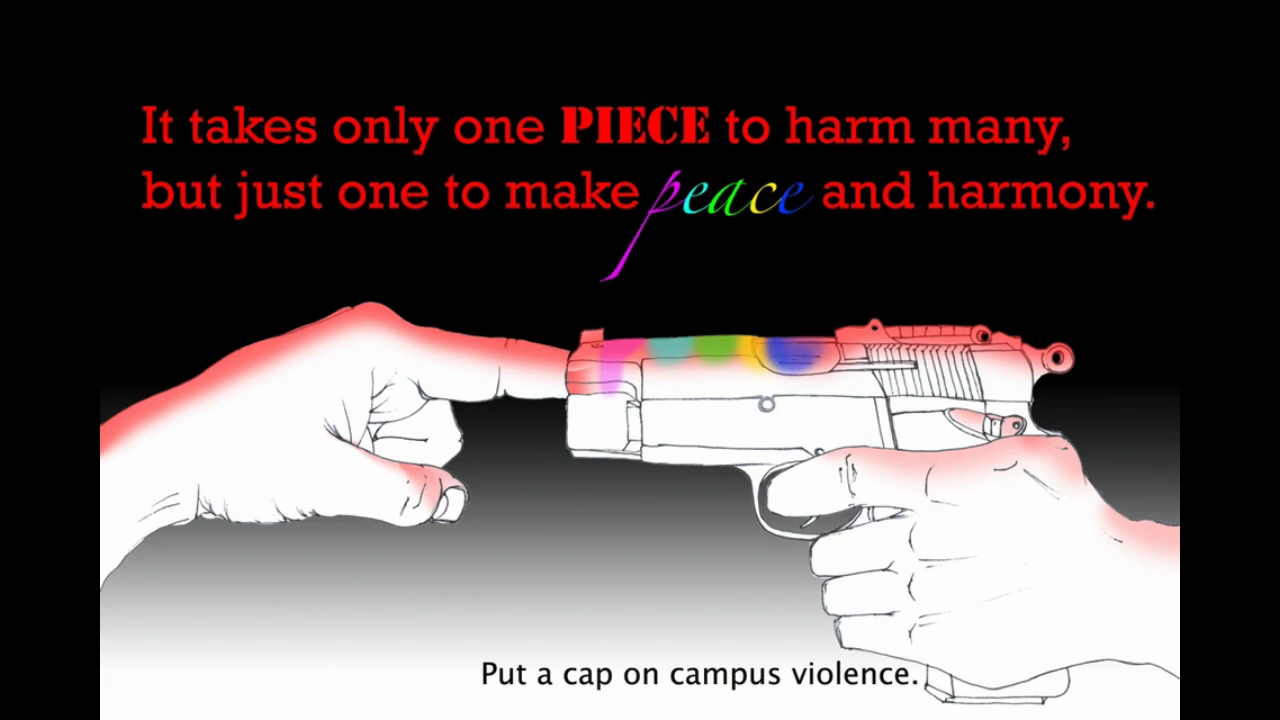 It takes only one PIECE to harm many,
but just one to make peace and harmony.
Put a cap on campus violence.